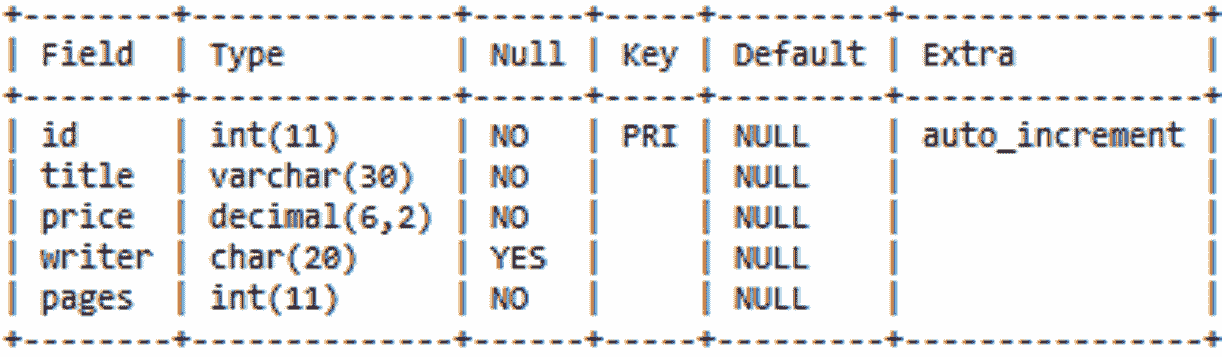 +--------+--------------+------+-----+---------+----------------+
| Field  | Type         | Null | Key | Default | Extra          |
+--------+--------------+------+-----+---------+----------------+
| id     | int(11)      | NO   | PRI | NULL    | auto_increment |
| title  | varchar(30)  | NO   |     | NULL    |                |
| price  | decimal(6,2) | NO   |     | NULL    |                |
| writer | char(20)     | YES  |     | NULL    |                |
| pages  | int(11)      | NO   |     | NULL    |                |
+--------+--------------+------+-----+---------+----------------+